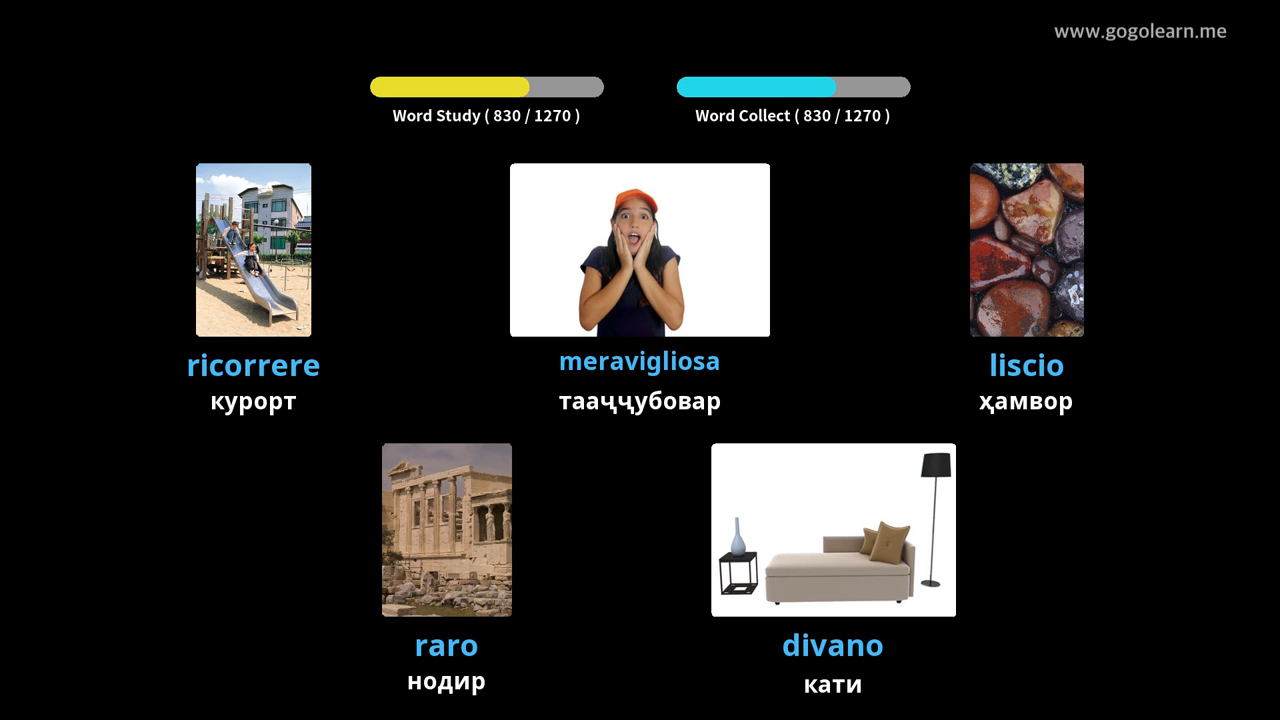 www.gogolearn.me
Word Study ( 830 / 1270 )
Word Collect ( 830 / 1270 )
ricorrere
курорт
meravigliosa
тааҷҷубовар
liscio
ҳамвор
raro
нодир
divano
кати